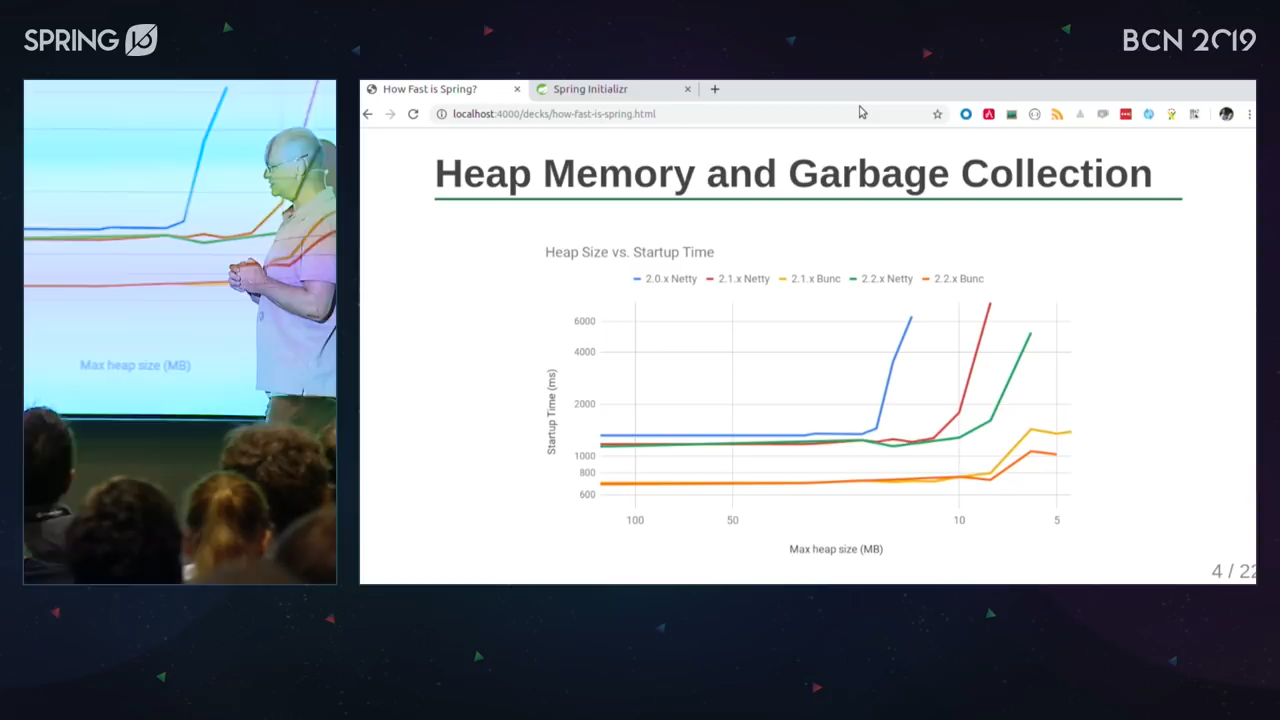 SPRING IO
BCN 2019
Max heap size (MB)
How Fast is Spring?
Spring Initializr
localhost:4000/decks/how-fast-is-spring.html
Heap Memory and Garbage Collection
Heap Size vs. Startup Time
2.0.x Netty 2.1.x Netty 2.1.x Bunc 2.2.x Netty 2.2.x Bunc
6000
4000
2000
1000
800
600
Startup Time (ms)
100 50 10 5
Max heap size (MB)
4 / 22